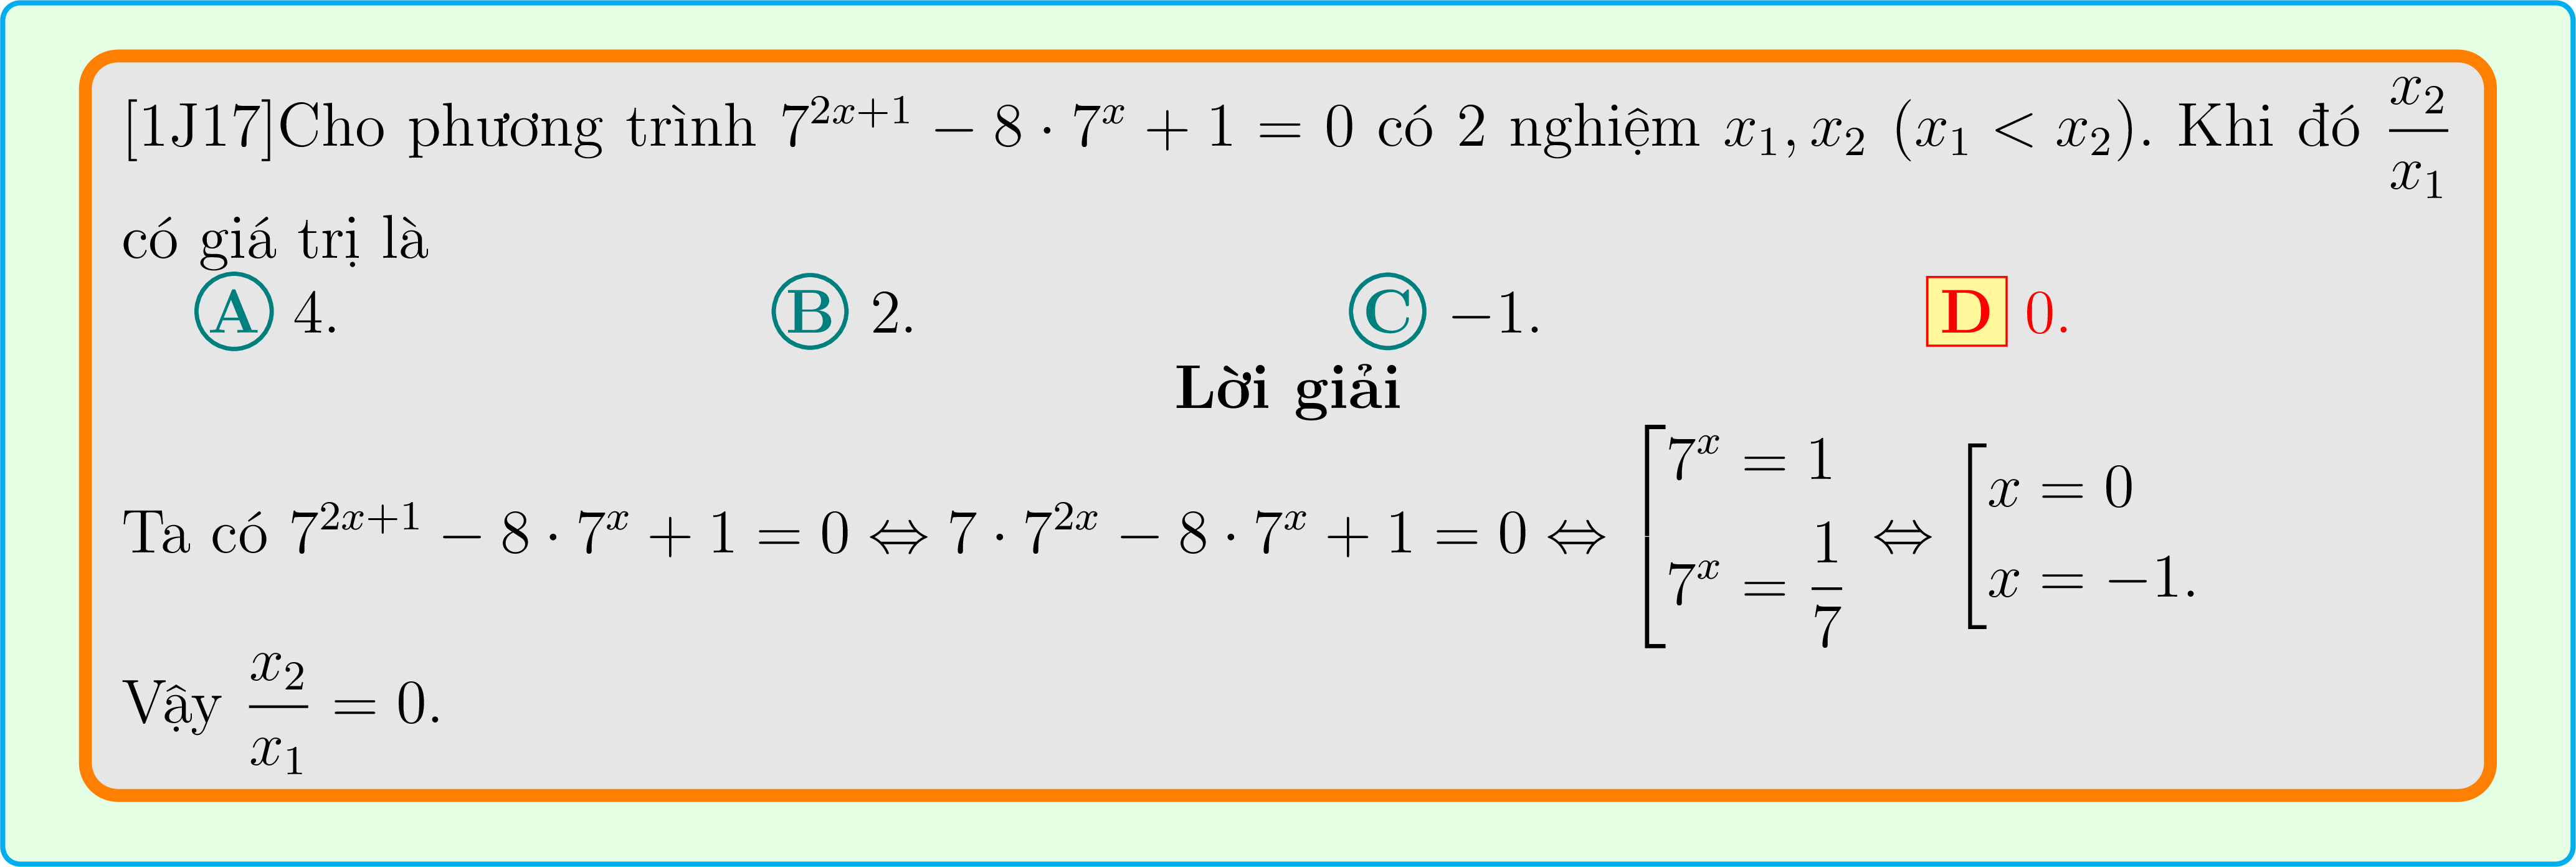 [1J17]Cho phương trình $7^{2x+1} - 8 \cdot 7^x + 1 = 0$ có 2 nghiệm $x_1, x_2$ $(x_1 < x_2)$. Khi đó $\dfrac{x_2}{x_1}$
có giá trị là
A 4. B 2. C $-1$. D 0.
Lời giải
Ta có $7^{2x+1} - 8 \cdot 7^x + 1 = 0 \Leftrightarrow 7 \cdot 7^{2x} - 8 \cdot 7^x + 1 = 0 \Leftrightarrow \left[\begin{array}{l} 7^x = 1 \\ 7^x = \dfrac{1}{7} \end{array}\right. \Leftrightarrow \left[\begin{array}{l} x = 0 \\ x = -1. \end{array}\right.$
Vậy $\dfrac{x_2}{x_1} = 0.$